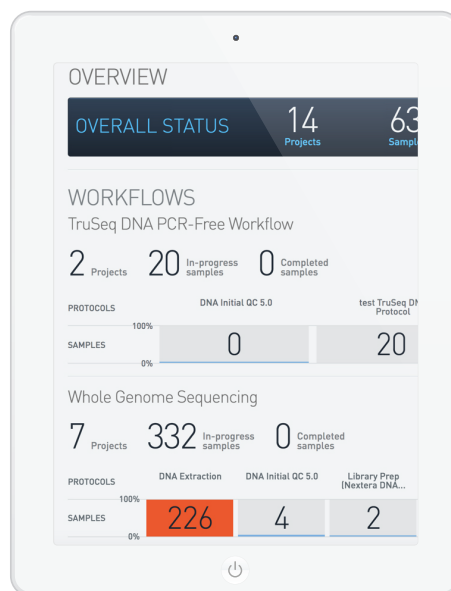 OVERVIEW
OVERALL STATUS 14 63
Projects
WORKFLOWS
TruSeq DNA PCR-Free Workflow
2 Projects 20 In-progress samples 0 Completed samples
PROTOCOLS DNA Initial QC 5.0 test TruSeq
Protocol
100%
SAMPLES 0 20
0%
Whole Genome Sequencing
7 Projects 332 In-progress samples 0 Completed samples
PROTOCOLS DNA Extraction DNA Initial QC 5.0 Library Prep
(Nextera DNA...
100%
SAMPLES 226 4 2
0%